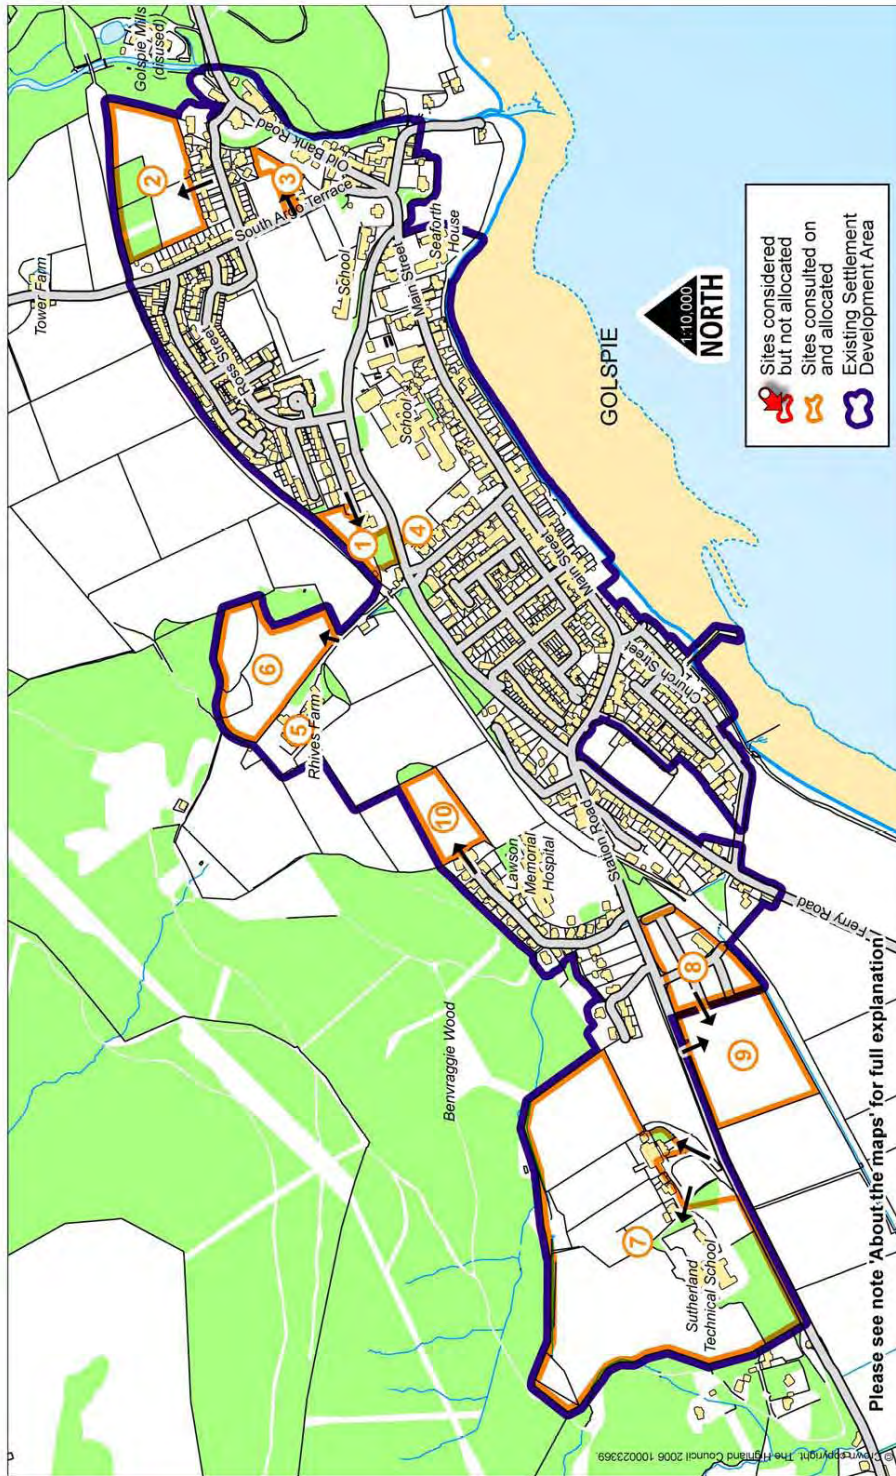 Golspie Mills
(disused)
Tower Farm
2
Old Bank Road
3
South Argo Terrace
School
Main Street
Seaforth
House
Ross Street
School
1
4
GOLSPIE
1:10,000
NORTH
Sites considered
but not allocated
Sites consulted on
and allocated
Existing Settlement
Development Area
6
5
Rhives Farm
Main Street
Church Street
10
Lawson
Memorial
Hospital
Station Road
Ferry Road
Benvraggie Wood
8
9
7
Sutherland
Technical School
Please see note 'About the maps' for full explanation
© Crown copyright. The Highland Council 2006 100023369.